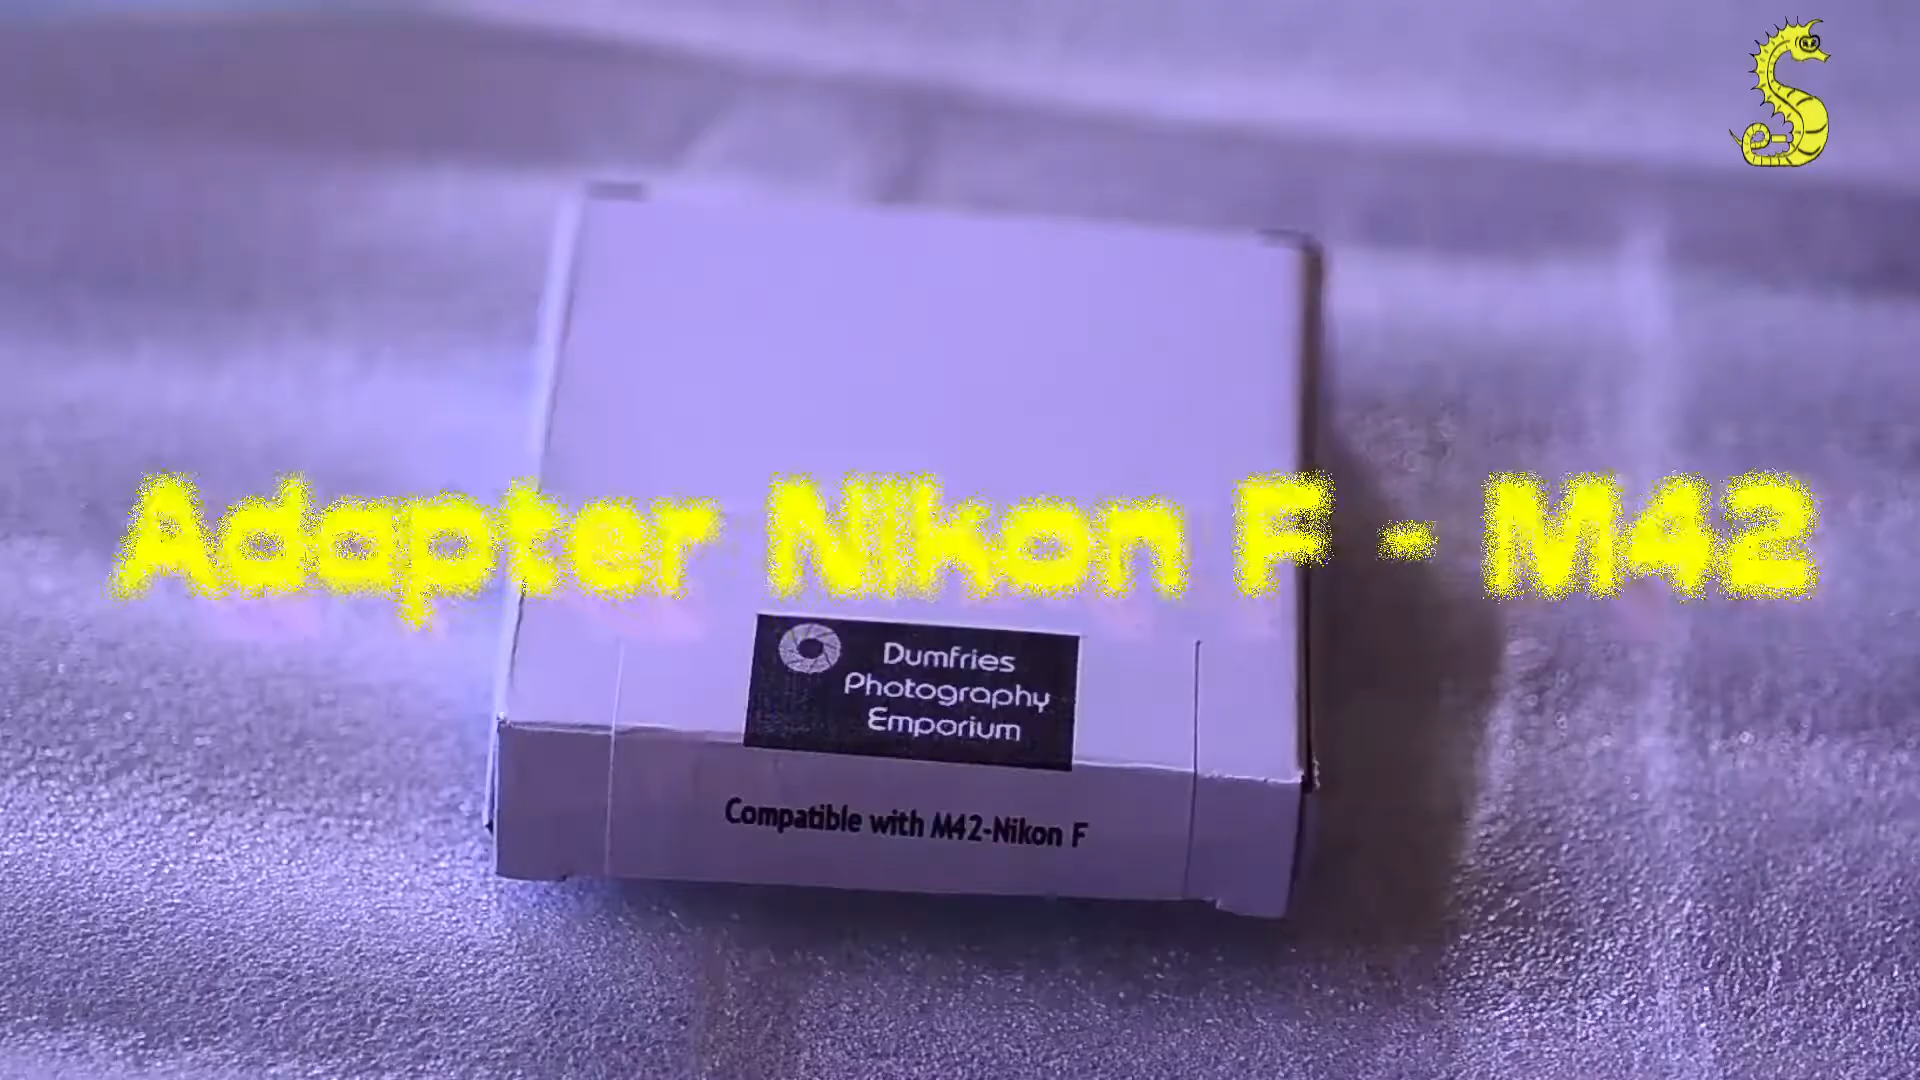 Adapter Nikon F - M42
Dumfries
Photography
Emporium
Compatible with M42-Nikon F